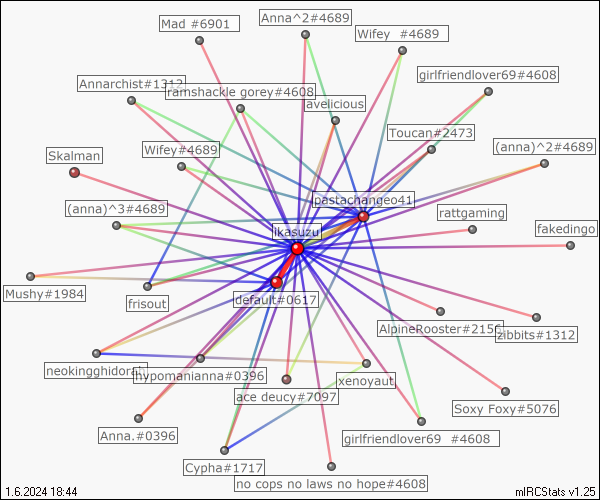 Anna^2#4689
Mad #6901
Wifey  #4689
girlfriendlover69#4608
Annarchist#1312
ramshackle gorey#4608
avelicious
Toucan#2473
(anna)^2#4689
Wifey#4689
Skalman
pastachangeo41
(anna)^3#4689
rattgaming
ikasuzu
fakedingo
Mushy#1984
frisout
default#0617
AlpineRooster#2156
zibbits#1312
neokingghidorah
hypomanianna#0396
xenoyaut
ace deucy#7097
Soxy Foxy#5076
Anna.#0396
girlfriendlover69  #4608
Cypha#1717
no cops no laws no hope#4608
1.6.2024 18:44
mIRCStats v1.25